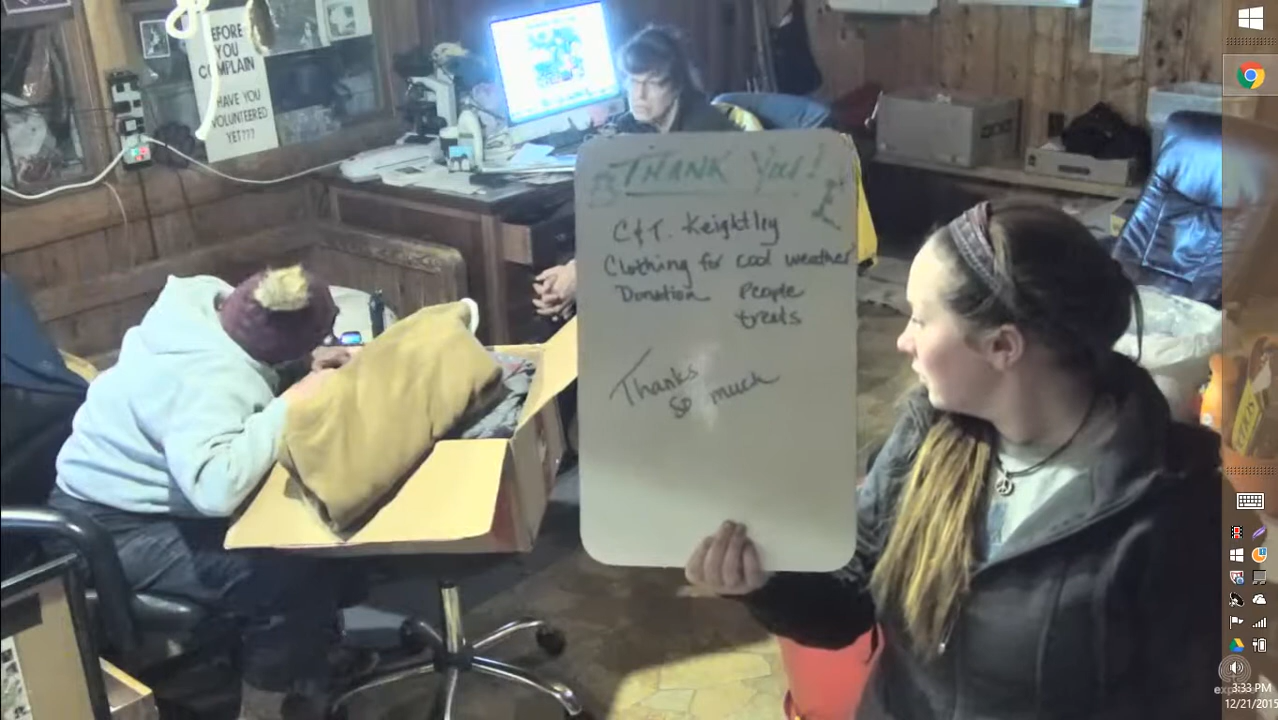 EFORE
YOU
COMPLAIN
HAVE YOU
VOLUNTEERED
YET???
THANK YOU!
C & T. Keightley
Clothing for cool weather
Donation People
treats
Thanks
so much
3:33 PM
12/21/2015